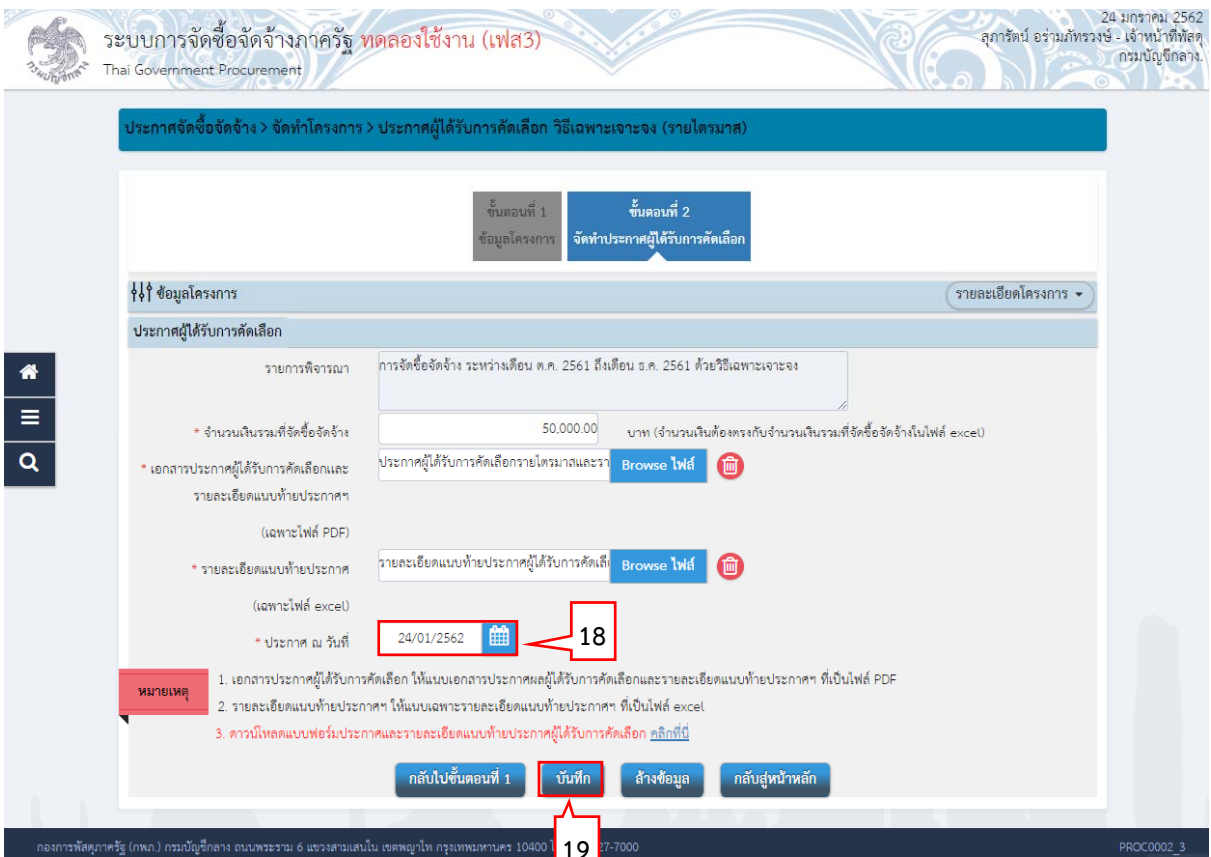 24 มกราคม 2562
ระบบการจัดซื้อจัดจ้างภาครัฐ ทดลองใช้งาน (เฟส3)
สุภารัตน์ อร่ามภัทรวงษ์ - เจ้าหน้าที่พัสดุ
กรมบัญชีกลาง.
Thai Government Procurement
ประกาศจัดซื้อจัดจ้าง > จัดทำโครงการ > ประกาศผู้ได้รับการคัดเลือก วิธีเฉพาะเจาะจง (รายไตรมาส)
ขั้นตอนที่ 1
ข้อมูลโครงการ
ขั้นตอนที่ 2
จัดทำประกาศผู้ได้รับการคัดเลือก
ข้อมูลโครงการ
รายละเอียดโครงการ
ประกาศผู้ได้รับการคัดเลือก
รายการพิจารณา การจัดซื้อจัดจ้าง ระหว่างเดือน ต.ค. 2561 ถึงเดือน ธ.ค. 2561 ด้วยวิธีเฉพาะเจาะจง
* จำนวนเงินรวมที่จัดซื้อจัดจ้าง 50,000.00 บาท (จำนวนเงินต้องตรงกับจำนวนเงินรวมที่จัดซื้อจัดจ้างในไฟล์ excel)
* เอกสารประกาศผู้ได้รับการคัดเลือกและ ประกาศผู้ได้รับการคัดเลือกรายไตรมาสและรา Browse ไฟล์
รายละเอียดแนบท้ายประกาศฯ
(เฉพาะไฟล์ PDF)
* รายละเอียดแนบท้ายประกาศ รายละเอียดแนบท้ายประกาศผู้ได้รับการคัดเลื Browse ไฟล์
(เฉพาะไฟล์ excel)
* ประกาศ ณ วันที่ 24/01/2562
18
หมายเหตุ
1. เอกสารประกาศผู้ได้รับการคัดเลือก ให้แนบเอกสารประกาศผลผู้ได้รับการคัดเลือกและรายละเอียดแนบท้ายประกาศฯ ที่เป็นไฟล์ PDF
2. รายละเอียดแนบท้ายประกาศฯ ให้แนบเฉพาะรายละเอียดแนบท้ายประกาศฯ ที่เป็นไฟล์ excel
3. ดาวน์โหลดแบบฟอร์มประกาศและรายละเอียดแนบท้ายประกาศผู้ได้รับการคัดเลือก คลิกที่นี่
กลับไปขั้นตอนที่ 1 บันทึก ล้างข้อมูล กลับสู่หน้าหลัก
19
กองการพัสดุภาครัฐ (กพภ.) กรมบัญชีกลาง ถนนพระราม 6 แขวงสามเสนใน เขตพญาไท กรุงเทพมหานคร 10400 27-7000 PROC0002_3